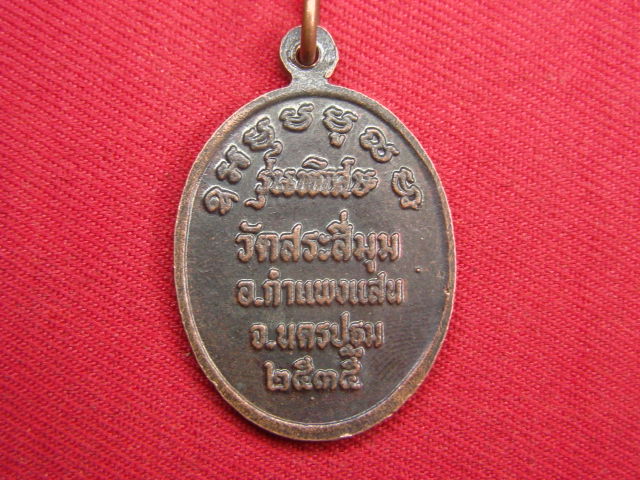 รุ่นพิเศษ
วัดสระสี่มุม
อ.กำแพงแสน
จ.นครปฐม
๒๕๓๕